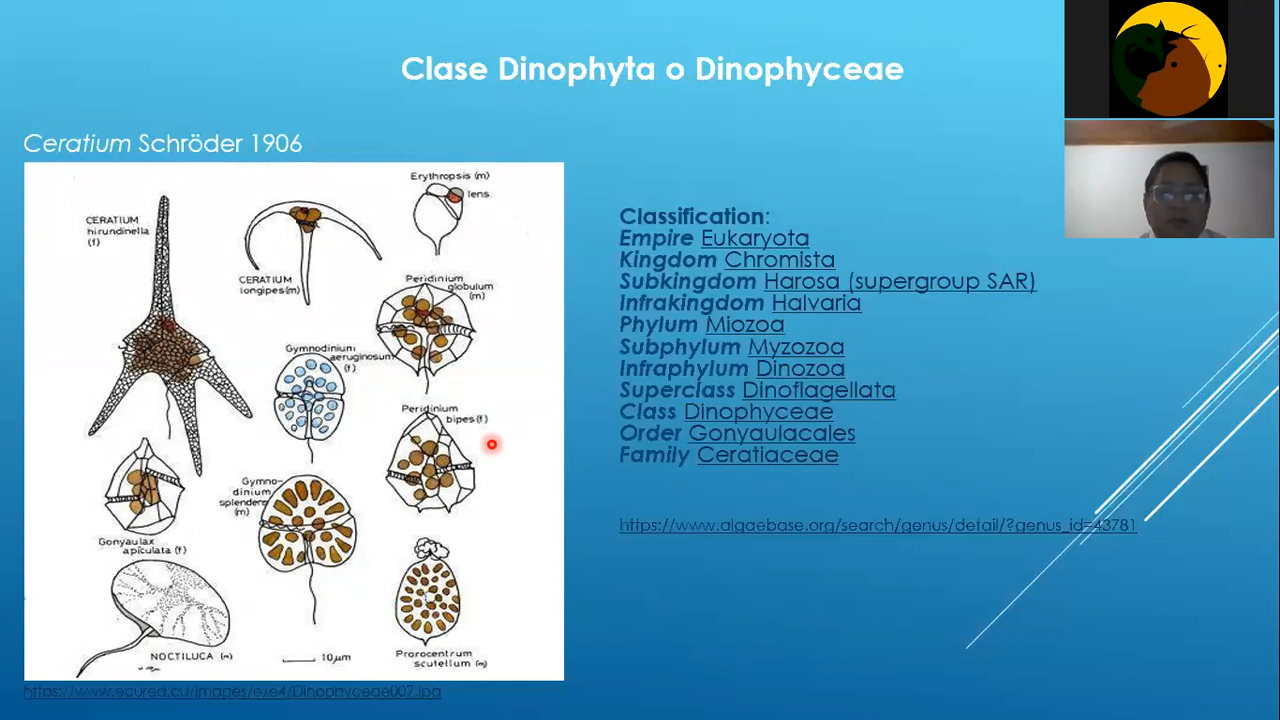 Clase Dinophyta o Dinophyceae
Ceratium Schröder 1906
CERATIUM
hirundinella
(f)
CERATIUM
longipes(m)
Erythropsis (m)
lens
Peridinium
globulum
(m)
Gymnodinium
aeruginosum
(f)
Peridinium
bipes(f)
Gymno-
dinium
splendens
(m)
Gonyaulax
apiculata (f)
NOCTILUCA (m)
10µm
Prorocentrum
scutellum (m)
https://www.ecured.cu/images/e/e4/Dinophyceae007.jpg
Classification:
Empire Eukaryota
Kingdom Chromista
Subkingdom Harosa (supergroup SAR)
Infrakingdom Halvaria
Phylum Miozoa
Subphylum Myzozoa
Infraphylum Dinozoa
Superclass Dinoflagellata
Class Dinophyceae
Order Gonyaulacales
Family Ceratiaceae
https://www.algaebase.org/search/genus/detail/?genus_id=43781